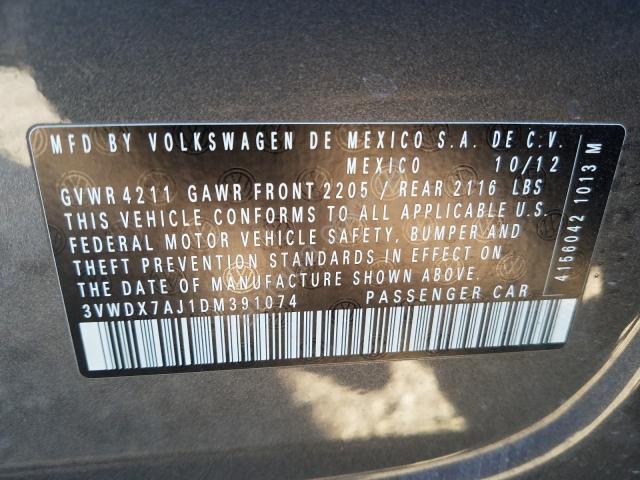 MFD BY VOLKSWAGEN DE MEXICO S.A. DE C.V.
MEXICO 10/12
GVWR 4211 GAWR FRONT 2205 / REAR 2116 LBS
THIS VEHICLE CONFORMS TO ALL APPLICABLE U.S.
FEDERAL MOTOR VEHICLE SAFETY, BUMPER AND
THEFT PREVENTION STANDARDS IN EFFECT ON
THE DATE OF MANUFACTURE SHOWN ABOVE.
3VWDX7AJ1DM391074 PASSENGER CAR
4156042 1013 M